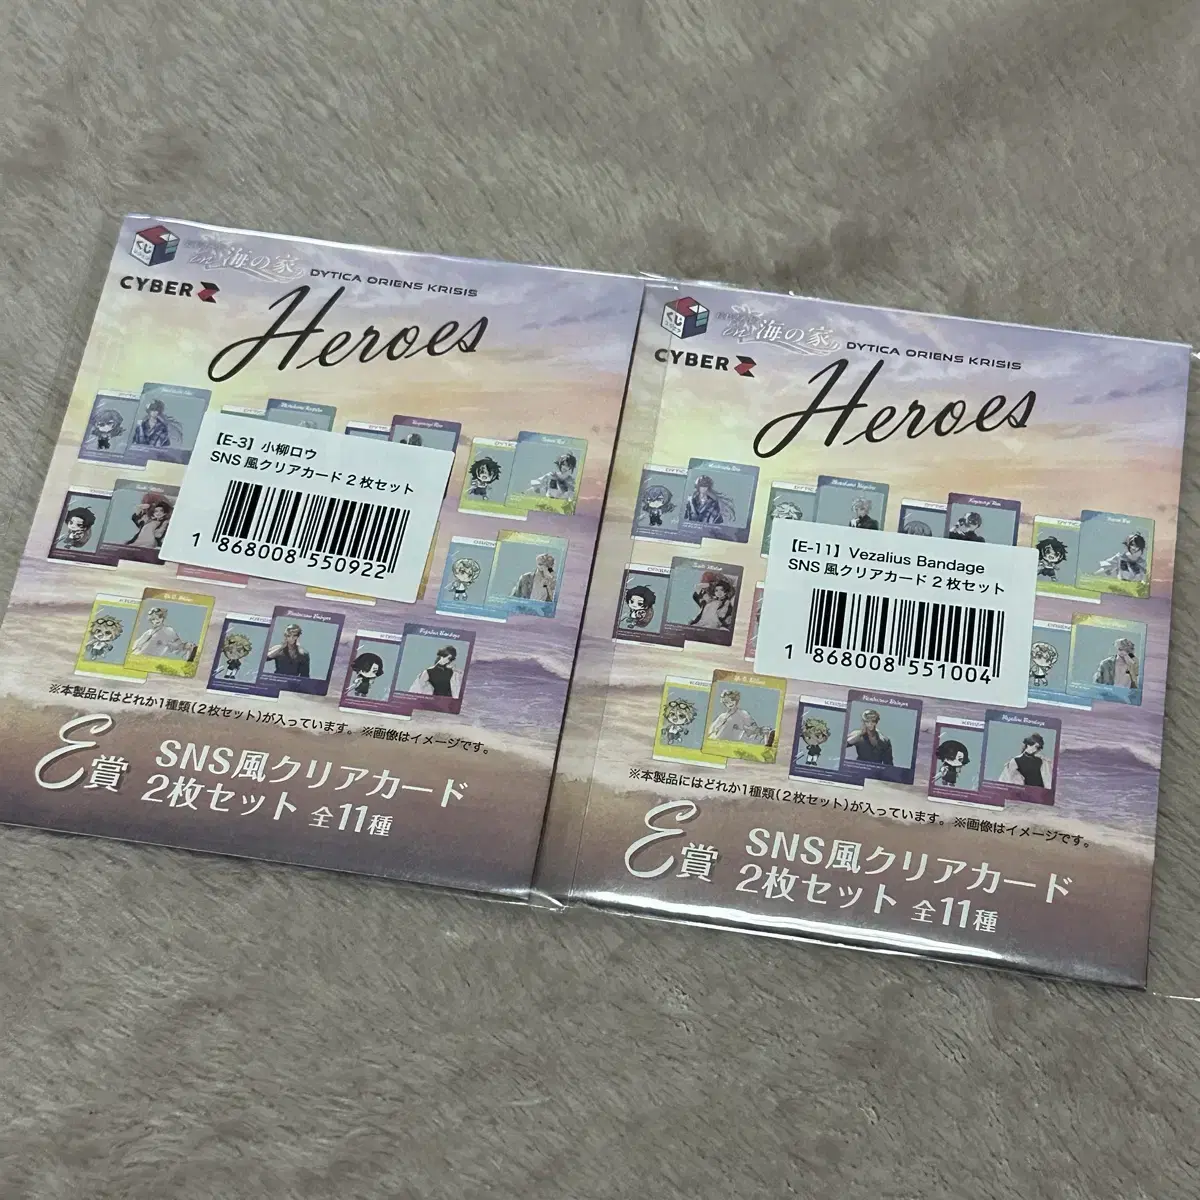 くじ
海の家
DYTICA ORIENS KRISIS
CYBER Z
Heroes
【E-3】小柳ロウ
SNS風クリアカード2枚セット
1 868008 550922
※本製品にはどれか1種類(2枚セット)が入っています。 ※画像はイメージです。
E賞
SNS風クリアカード
2枚セット 全11種
くじ
海の家
DYTICA ORIENS KRISIS
CYBER Z
Heroes
【E-11】Vezalius Bandage
SNS風クリアカード2枚セット
1 868008 551004
※本製品にはどれか1種類(2枚セット)が入っています。 ※画像はイメージです。
E賞
SNS風クリアカード
2枚セット 全11種